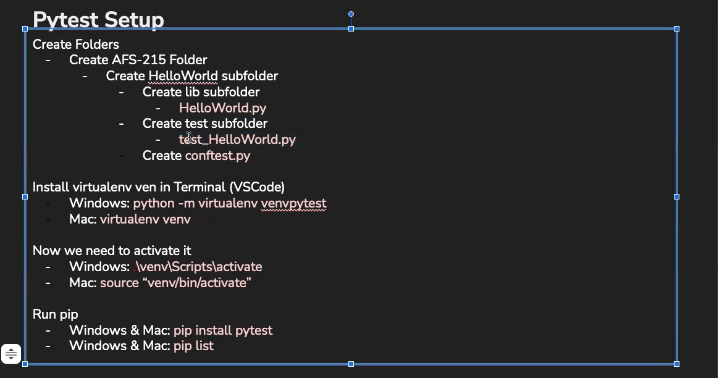 Pytest Setup
Create Folders
- Create AFS-215 Folder
- Create HelloWorld subfolder
- Create lib subfolder
- HelloWorld.py
- Create test subfolder
- test_HelloWorld.py
- Create conftest.py
Install virtualenv ven in Terminal (VSCode)
- Windows: python -m virtualenv venvpytest
- Mac: virtualenv venv
Now we need to activate it
- Windows: .\venv\Scripts\activate
- Mac: source “venv/bin/activate”
Run pip
- Windows & Mac: pip install pytest
- Windows & Mac: pip list